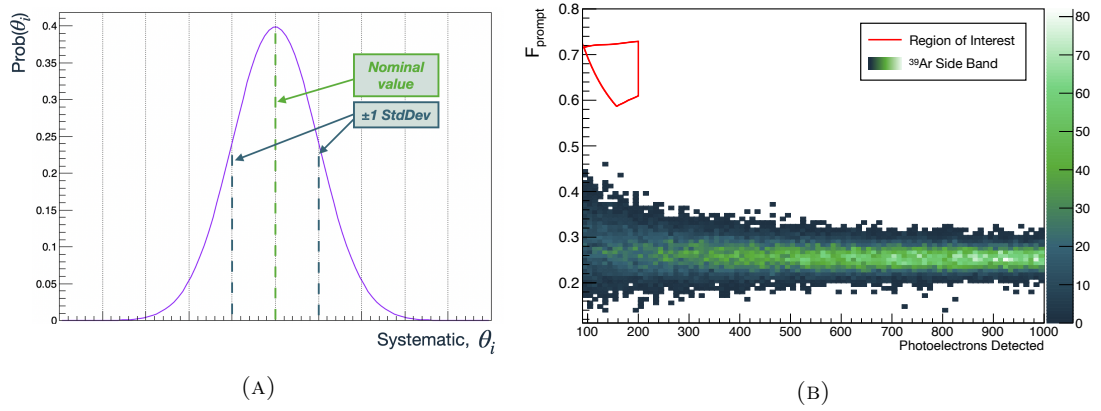 0.4
0.35
0.3
0.25
0.2
0.15
0.1
0.05
0
Prob(θi)
Nominal
value
±1 StdDev
Systematic, θi
(A)
0.8
0.7
0.6
0.5
0.4
0.3
0.2
Fprompt
Region of Interest
39Ar Side Band
80
70
60
50
40
30
20
10
0
100 200 300 400 500 600 700 800 900 1000
Photoelectrons Detected
(B)